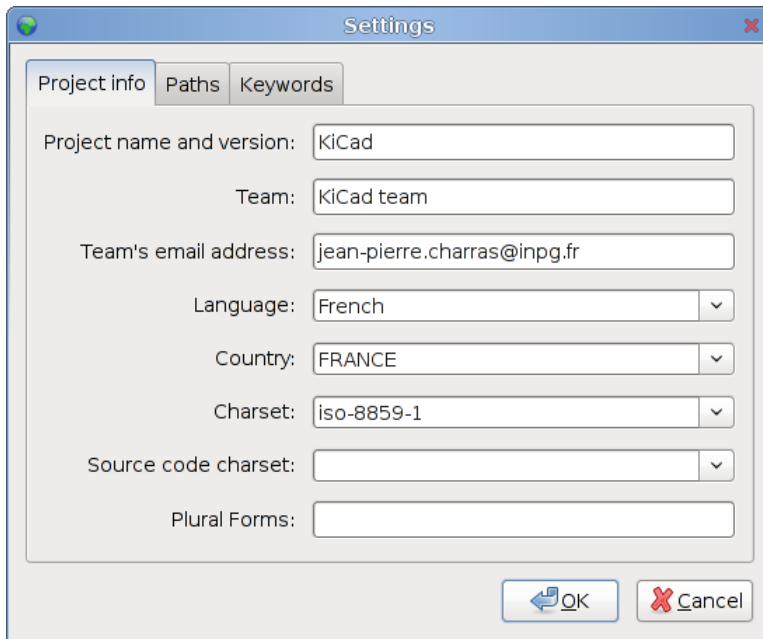 Settings
Project info Paths Keywords
Project name and version: KiCad
Team: KiCad team
Team's email address: jean-pierre.charras@inpg.fr
Language: French
Country: FRANCE
Charset: iso-8859-1
Source code charset:
Plural Forms:
OK Cancel